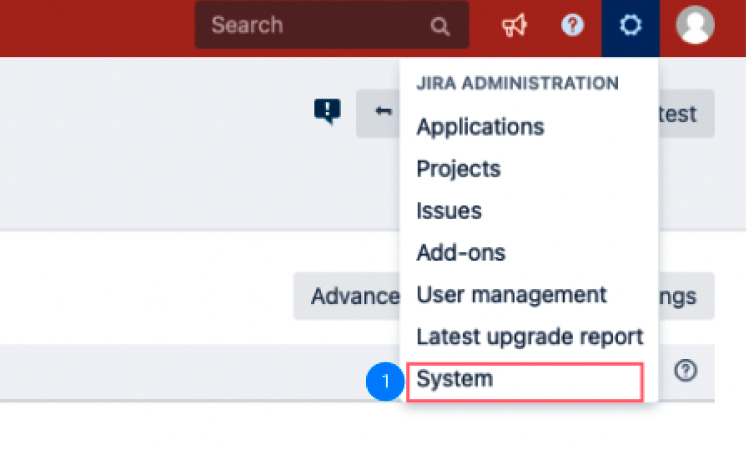 Search
?
JIRA ADMINISTRATION
Applications
test
Projects
Issues
Add-ons
Advance
User management
ngs
Latest upgrade report
1
System
?